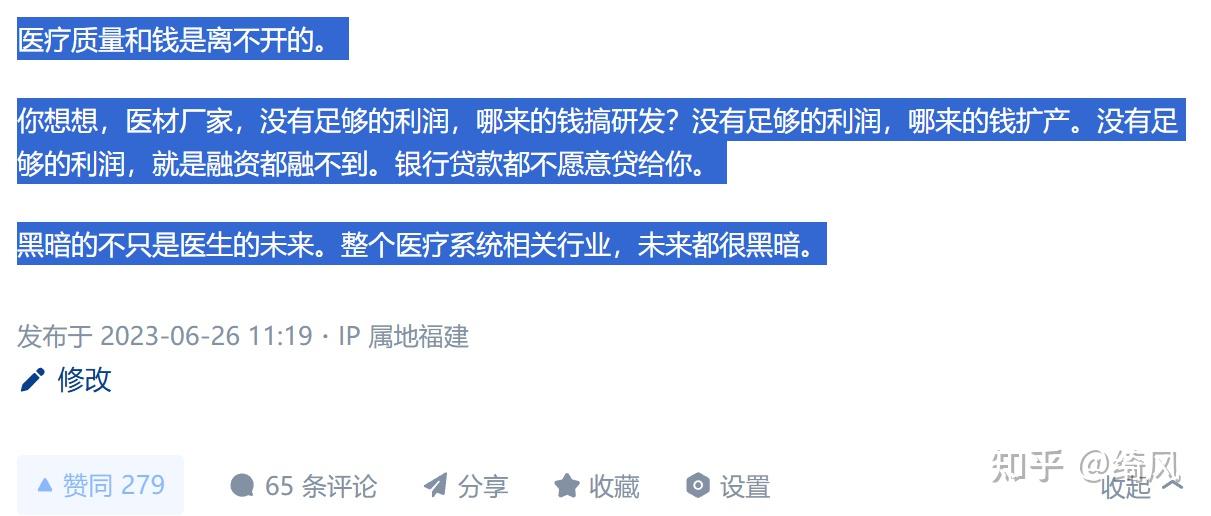 医疗质量和钱是离不开的。
你想想，医材厂家，没有足够的利润，哪来的钱搞研发？没有足够的利润，哪来的钱扩产。没有足
够的利润，就是融资都融不到。银行贷款都不愿意贷给你。
黑暗的不只是医生的未来。整个医疗系统相关行业，未来都很黑暗。
发布于 2023-06-26 11:19 · IP 属地福建
修改
赞同 279 65 条评论 分享 收藏 设置 收起
知乎 @绮风